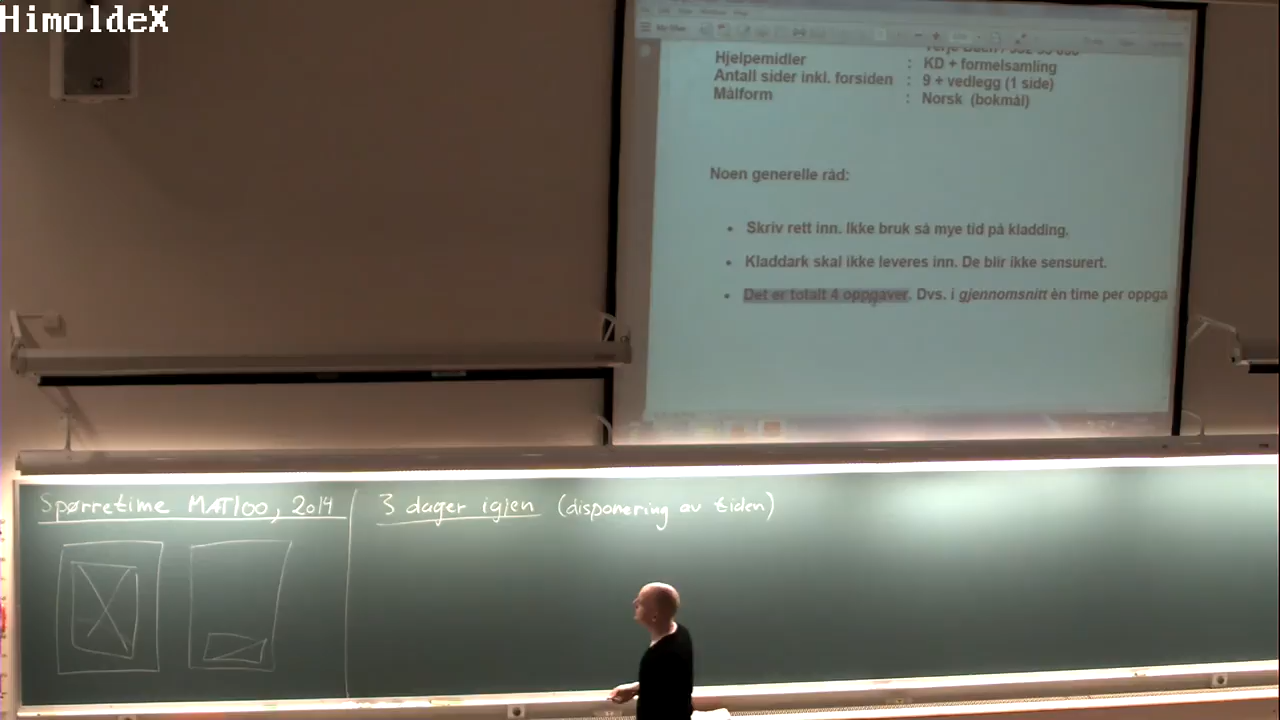 HimoldeX
Hjelpemidler : KD + formelsamling
Antall sider inkl. forsiden : 9 + vedlegg (1 side)
Målform : Norsk (bokmål)
Noen generelle råd:
• Skriv rett inn. Ikke bruk så mye tid på kladding.
• Kladdark skal ikke leveres inn. De blir ikke sensurert.
• Det er totalt 4 oppgaver. Dvs. i gjennomsnitt èn time per oppga
Spørretime MAT100, 2014
3 dager igjen (disponering av tiden)